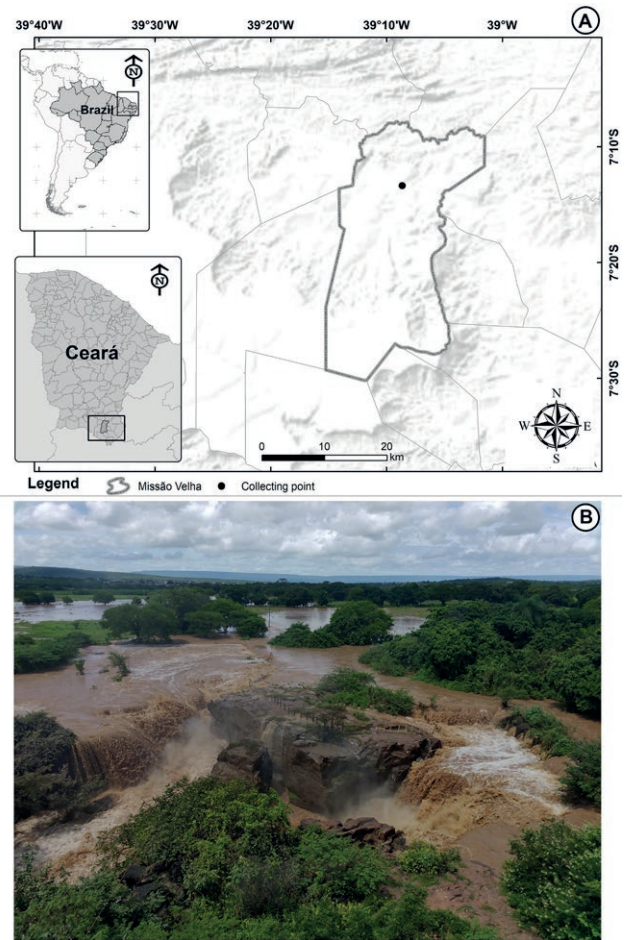 39°40'W 39°30'W 39°20'W 39°10'W 39°W
A
N
Brazil
7°10'S
7°20'S
N
Ceará
7°30'S
N
W E
S
0 10 20
km
Legend Missão Velha Collecting point
B